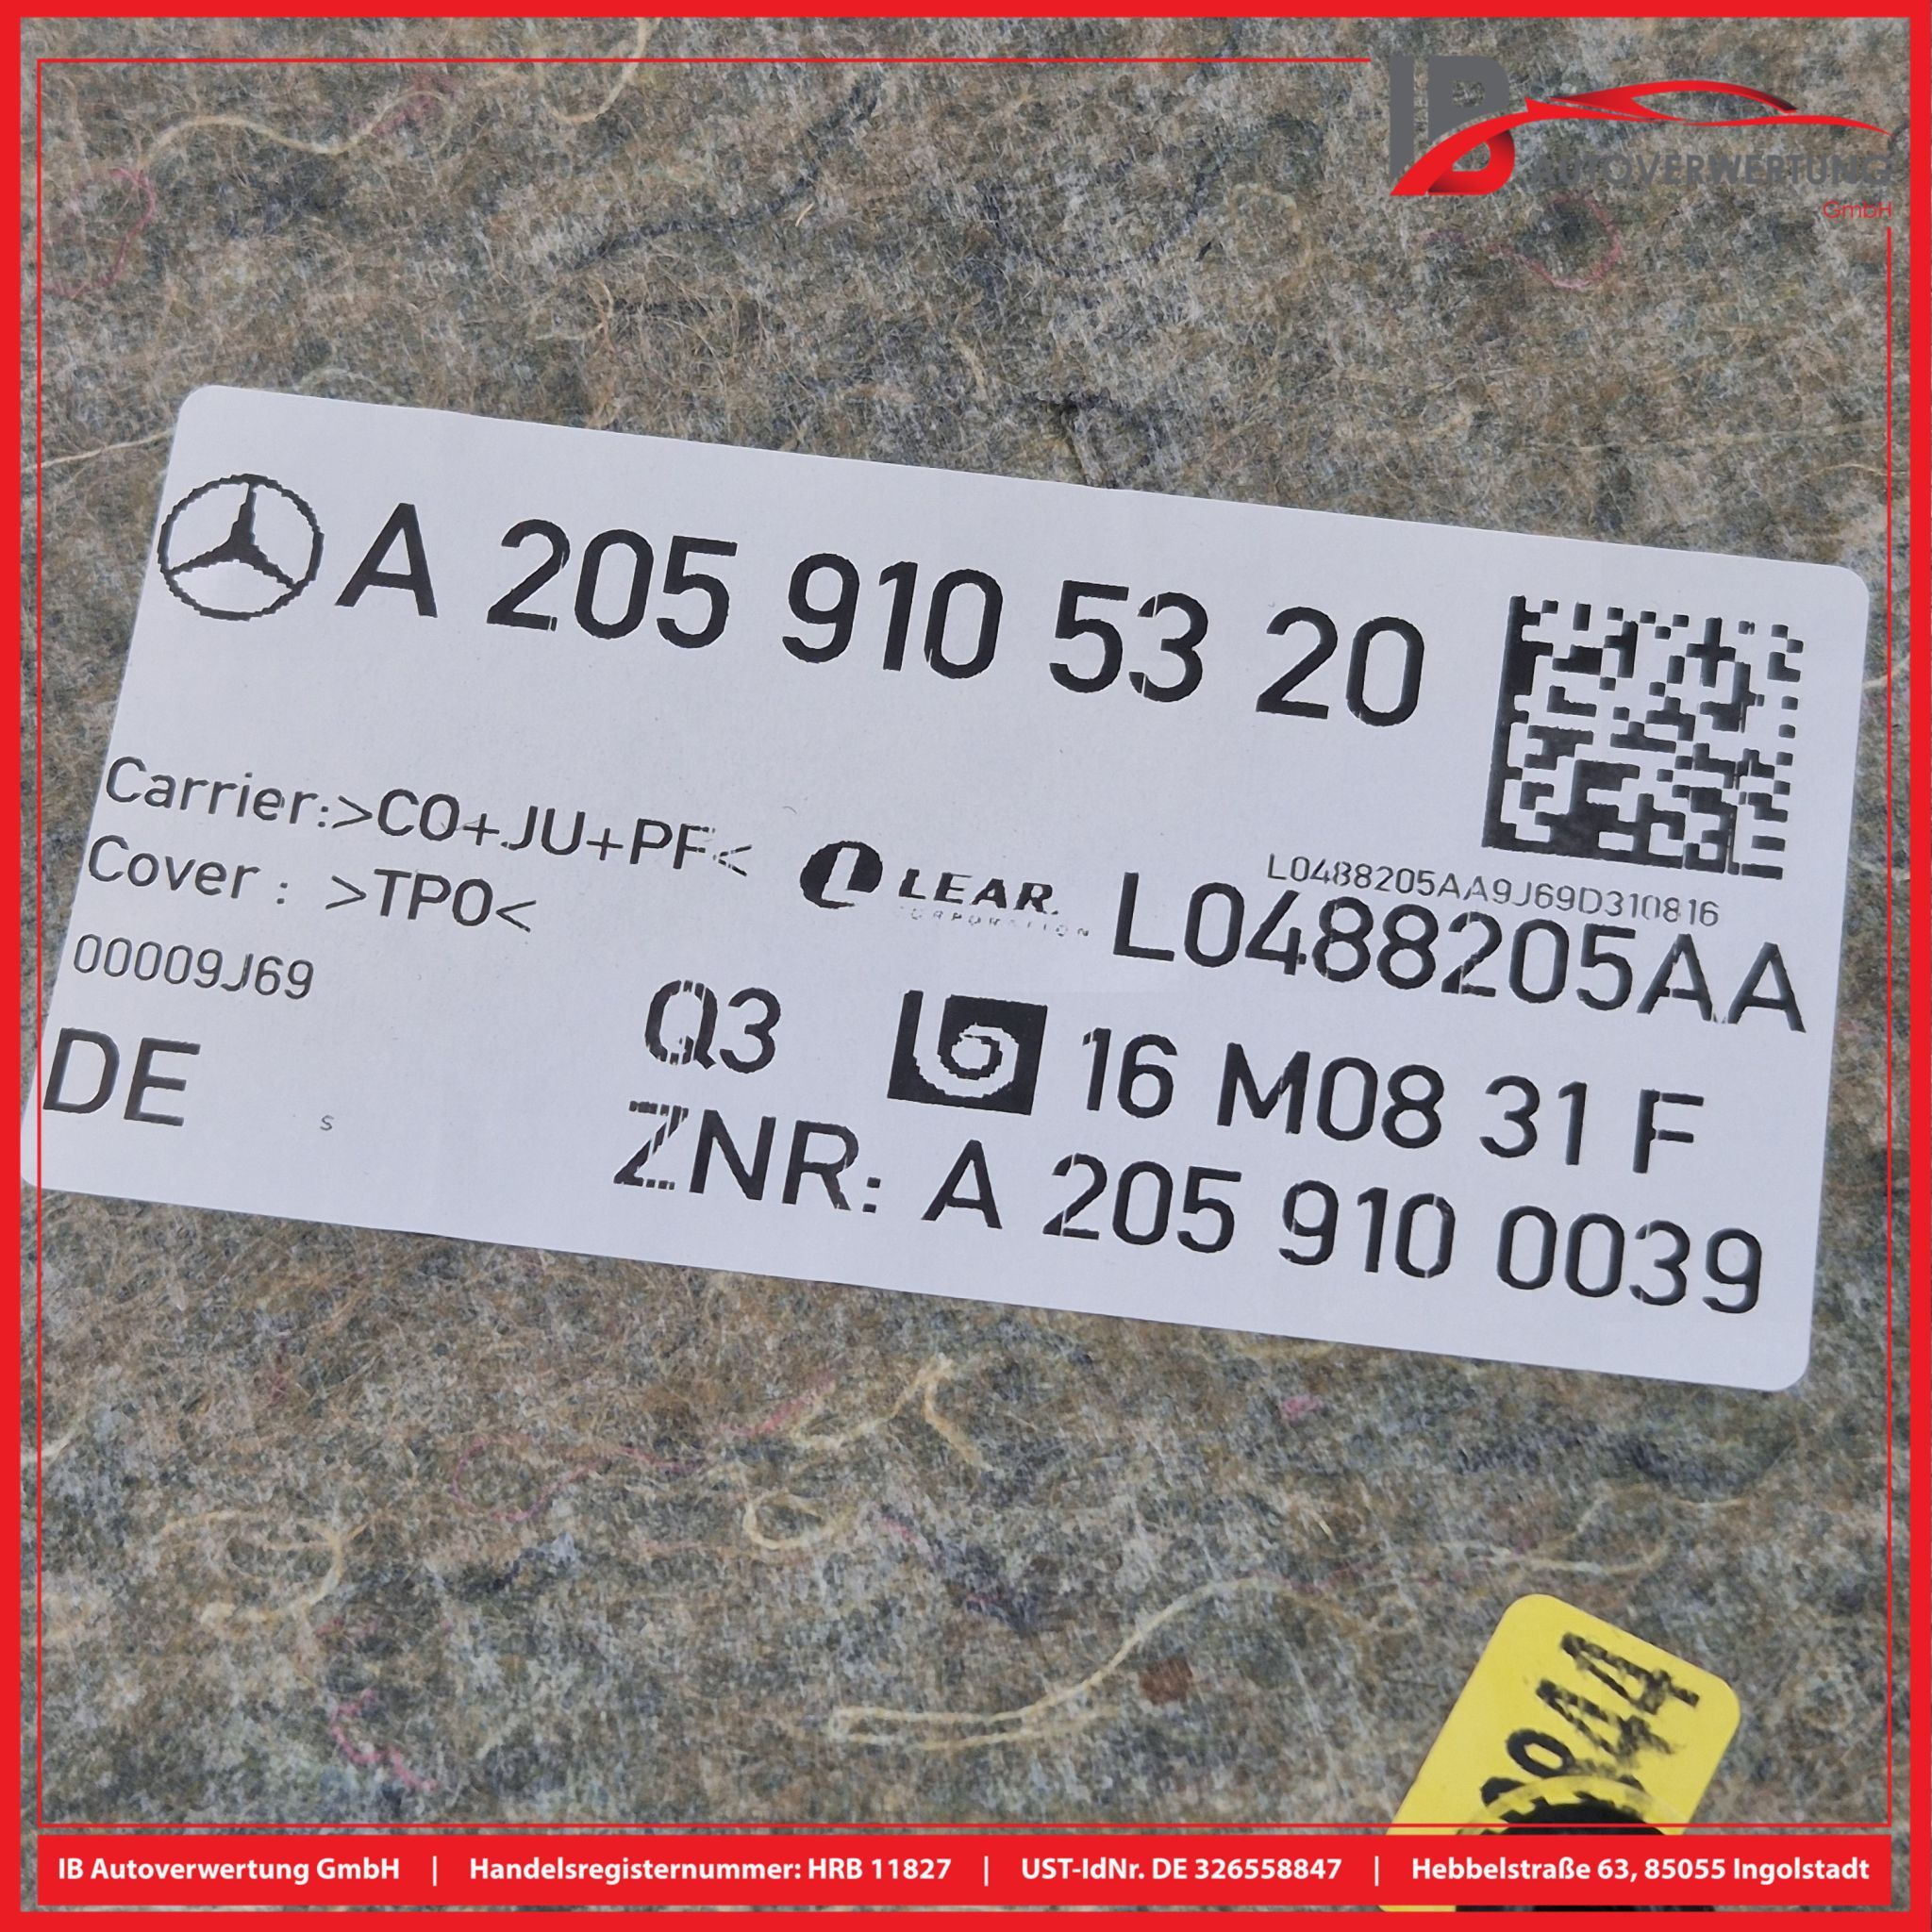 IB
AUTOVERWERTUNG
GmbH
A 205 910 53 20
Carrier:>CO+JU+PF<
Cover : >TPO<
00009J69
DE
s
LEAR.
CORPORATION
L0488205AA9J69D310816
L0488205AA
Q3
16 M08 31 F
ZNR: A 205 910 0039
IB Autoverwertung GmbH | Handelsregisternummer: HRB 11827 | UST-IdNr. DE 326558847 | Hebbelstraße 63, 85055 Ingolstadt